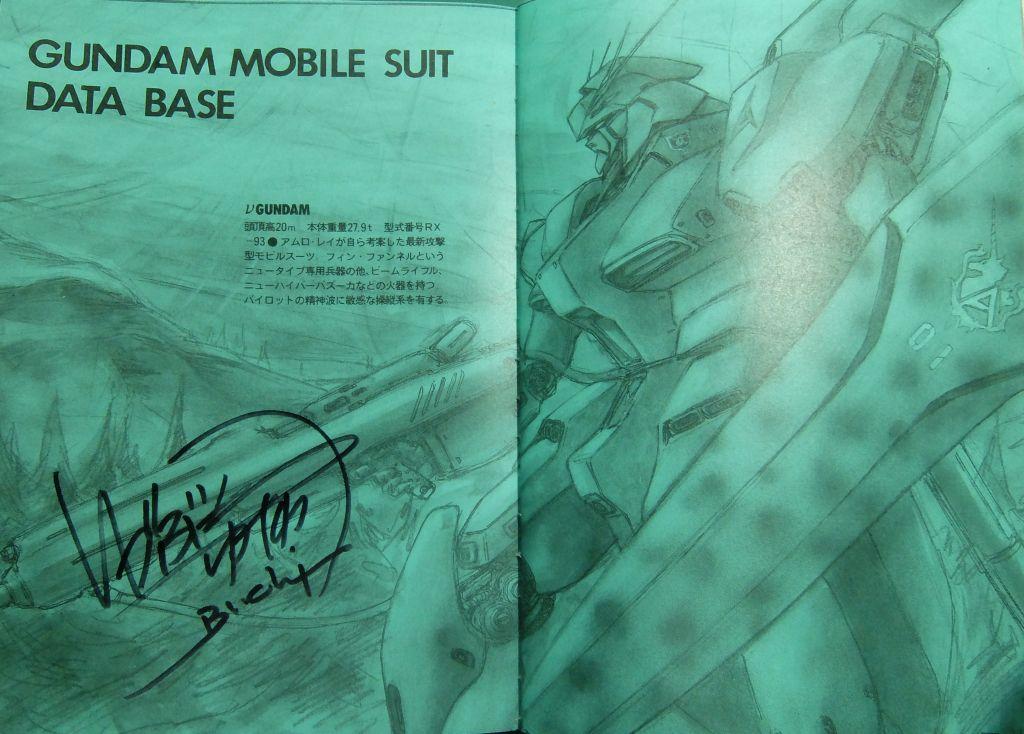 GUNDAM MOBILE SUIT
DATA BASE
νGUNDAM
頭頂高20m 本体重量27.9t 型式番号RX
-93●アムロ・レイが自ら考案した最新攻撃
型モビルスーツ フィン・ファンネルという
ニュータイプ専用兵器の他、ビームライフル、
ニューハイパーバズーカなどの火器を持つ
パイロットの精神波に敏感な操縦系を有する。
A
01